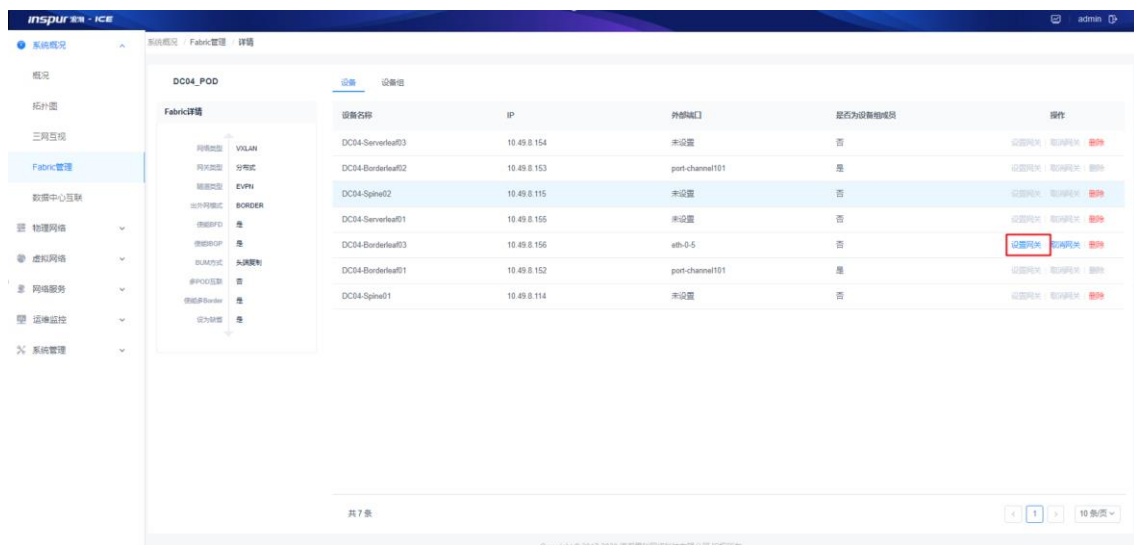 inspur 浪潮 - ICE
admin
系统概况
系统概况 / Fabric管理 / 详情
概况
拓扑图
三网互视
Fabric管理
数据中心互联
物理网络
虚拟网络
网络服务
运维监控
系统管理
DC04_POD
Fabric详情
网络类型 VXLAN
网关类型 分布式
隧道类型 EVPN
出外网模式 BORDER
使能BFD 是
使能BGP 是
BUM方式 头端复制
多POD互联 否
使能多Border 是
设为联管 是
设备 设备组
设备名称 IP 外部端口 是否为设备组成员 操作
DC04-Serverleaf03 10.49.8.154 未设置 否 设置网关 取消网关 删除
DC04-Borderleaf02 10.49.8.153 port-channel101 是 设置网关 取消网关 删除
DC04-Spine02 10.49.8.115 未设置 否 设置网关 取消网关 删除
DC04-Serverleaf01 10.49.8.155 未设置 否 设置网关 取消网关 删除
DC04-Borderleaf03 10.49.8.156 eth-0-5 否 设置网关 取消网关 删除
DC04-Borderleaf01 10.49.8.152 port-channel101 是 设置网关 取消网关 删除
DC04-Spine01 10.49.8.114 未设置 否 设置网关 取消网关 删除
共 7 条
< 1 > 10 条/页